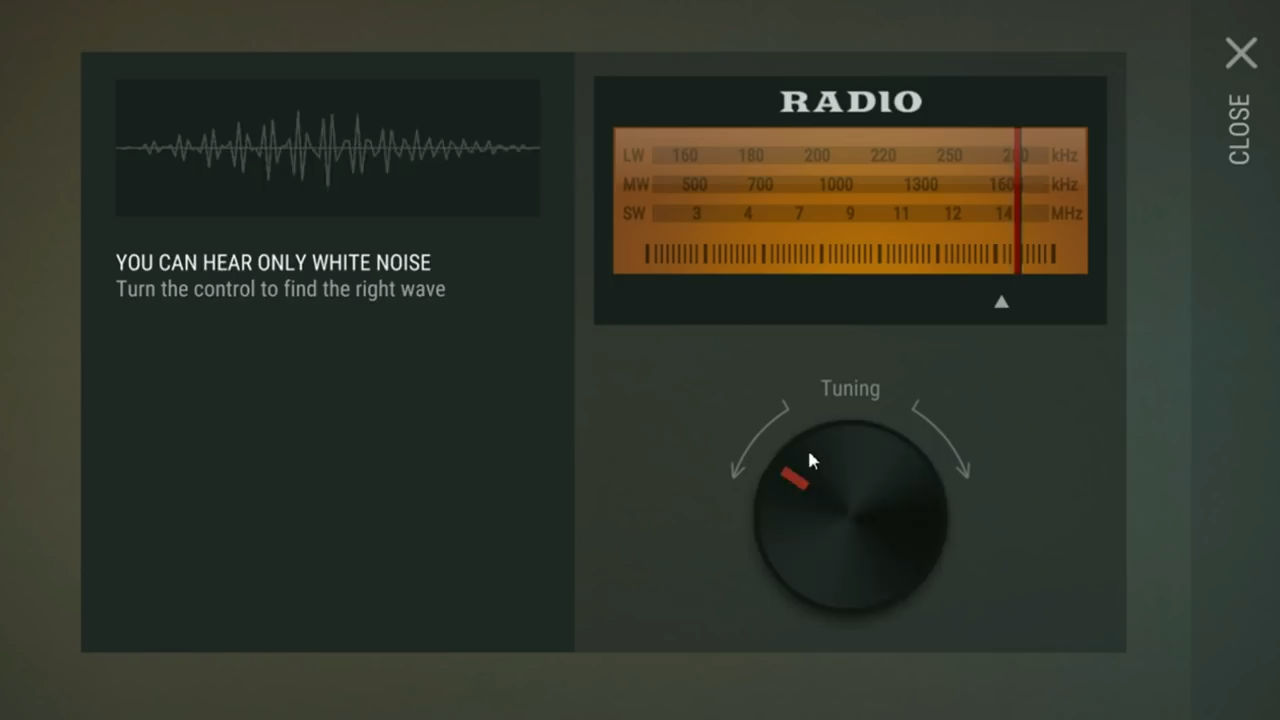 RADIO
LW 160 180 200 220 250 kHz
MW 500 700 1000 1300 kHz
SW 3 4 7 9 11 12 14 MHz
YOU CAN HEAR ONLY WHITE NOISE
Turn the control to find the right wave
Tuning
CLOSE